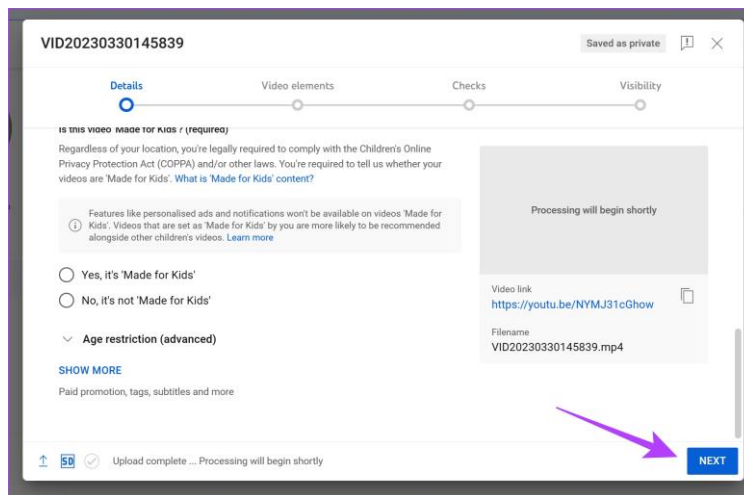 VID20230330145839
Saved as private
Details
Video elements
Checks
Visibility
Is this video 'Made for Kids'? (required)
Regardless of your location, you're legally required to comply with the Children's Online
Privacy Protection Act (COPPA) and/or other laws. You're required to tell us whether your
videos are 'Made for Kids'. What is 'Made for Kids' content?
Features like personalised ads and notifications won't be available on videos 'Made for
Kids'. Videos that are set as 'Made for Kids' by you are more likely to be recommended
alongside other children's videos. Learn more
Yes, it's 'Made for Kids'
No, it's not 'Made for Kids'
Age restriction (advanced)
SHOW MORE
Paid promotion, tags, subtitles and more
Processing will begin shortly
Video link
https://youtu.be/NYMJ31cGhow
Filename
VID20230330145839.mp4
SD
Upload complete ... Processing will begin shortly
NEXT